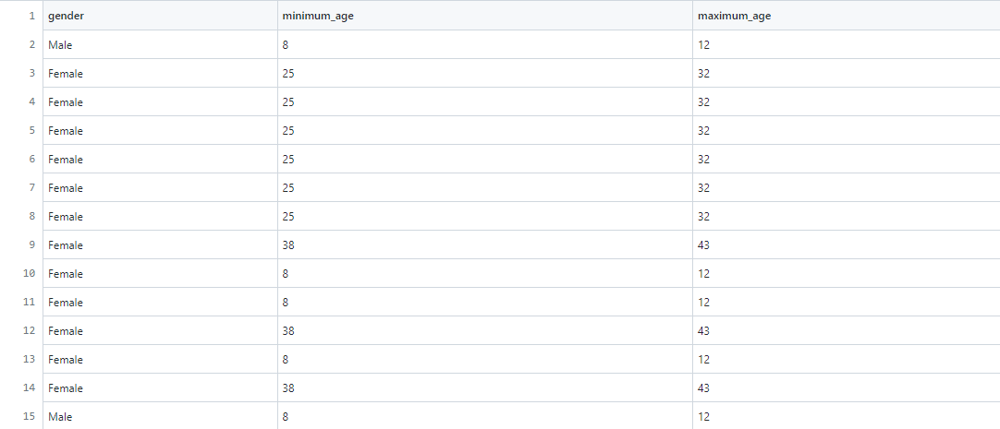 1 gender minimum_age maximum_age
2 Male 8 12
3 Female 25 32
4 Female 25 32
5 Female 25 32
6 Female 25 32
7 Female 25 32
8 Female 25 32
9 Female 38 43
10 Female 8 12
11 Female 8 12
12 Female 38 43
13 Female 8 12
14 Female 38 43
15 Male 8 12